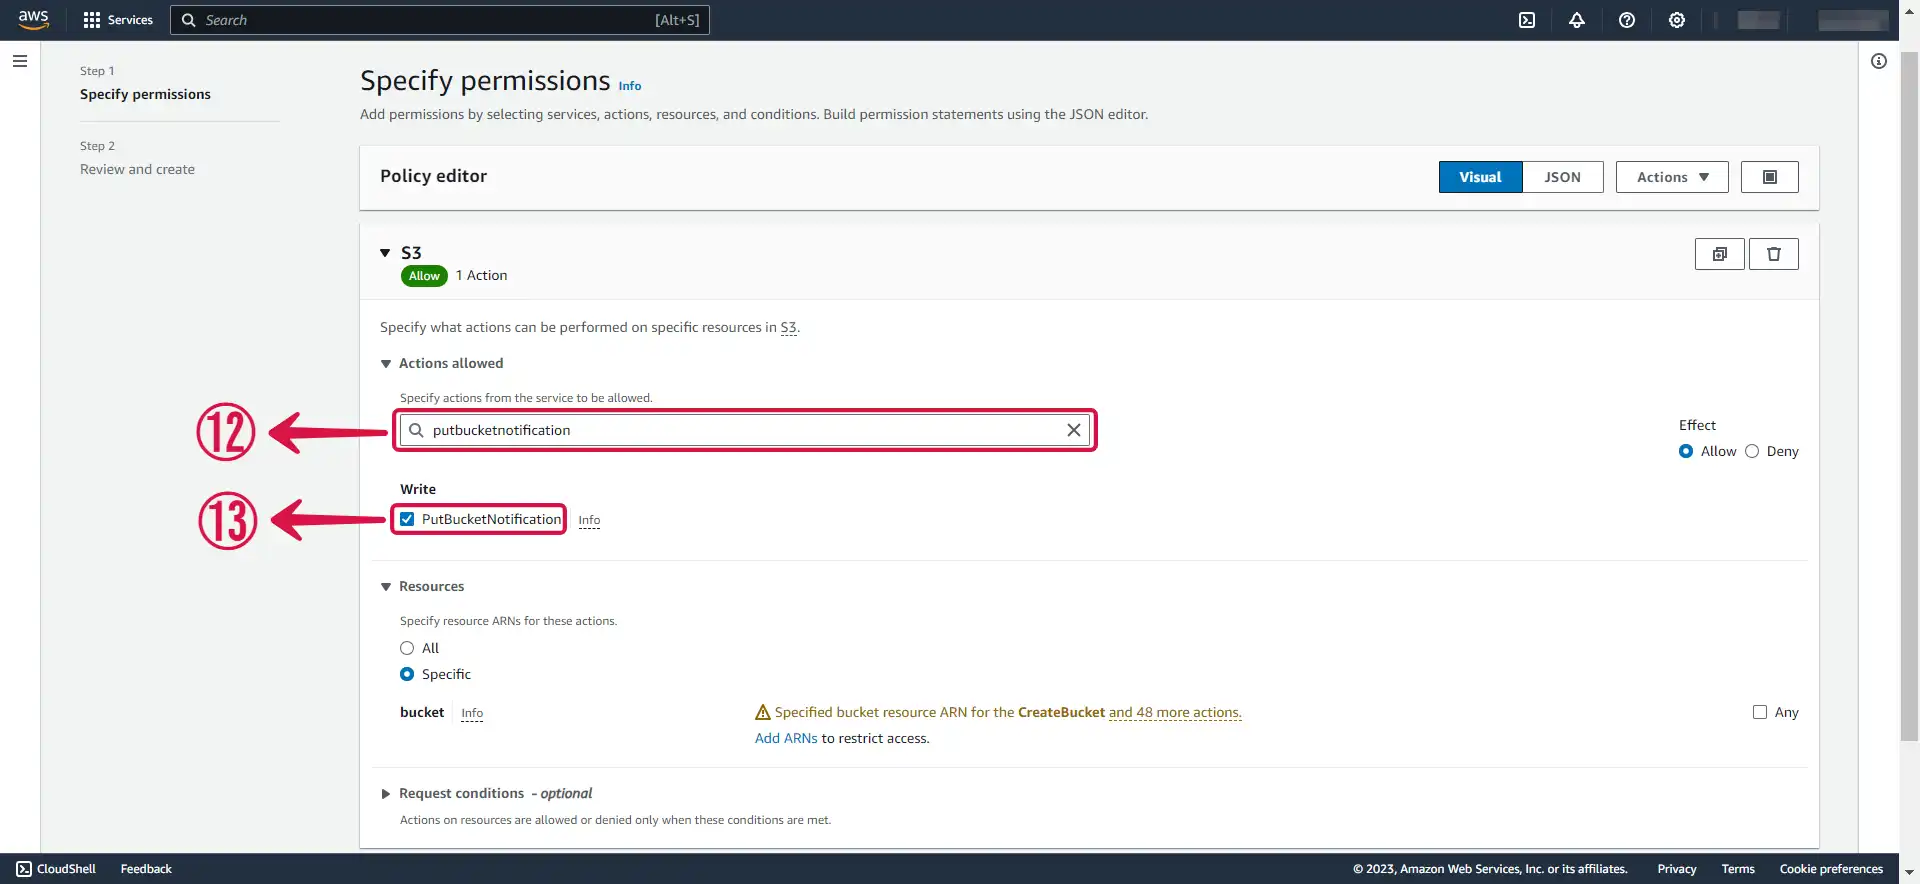 aws
Services
Search
[Alt+S]
Step 1
Specify permissions
Step 2
Review and create
Specify permissions Info
Add permissions by selecting services, actions, resources, and conditions. Build permission statements using the JSON editor.
Policy editor
Visual
JSON
Actions
S3
Allow 1 Action
Specify what actions can be performed on specific resources in S3.
Actions allowed
Specify actions from the service to be allowed.
12
putbucketnotification
Effect
Allow
Deny
Write
13
PutBucketNotification
Info
Resources
Specify resource ARNs for these actions.
All
Specific
bucket
Info
Specified bucket resource ARN for the CreateBucket and 48 more actions.
Any
Add ARNs to restrict access.
Request conditions - optional
Actions on resources are allowed or denied only when these conditions are met.
CloudShell
Feedback
© 2023, Amazon Web Services, Inc. or its affiliates.
Privacy
Terms
Cookie preferences